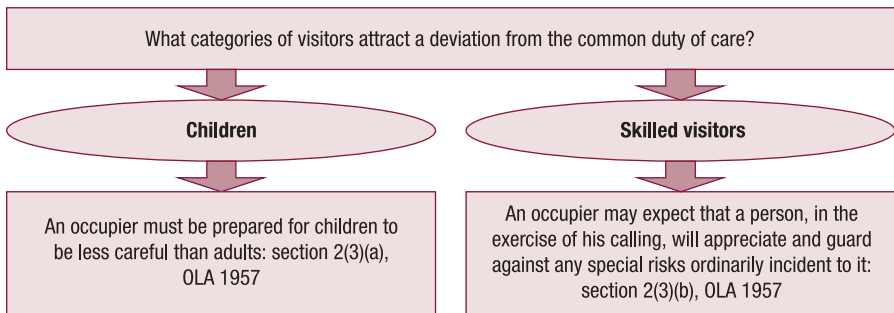 What categories of visitors attract a deviation from the common duty of care?
Children
Skilled visitors
An occupier must be prepared for children to
be less careful than adults: section 2(3)(a),
OLA 1957
An occupier may expect that a person, in the
exercise of his calling, will appreciate and guard
against any special risks ordinarily incident to it:
section 2(3)(b), OLA 1957